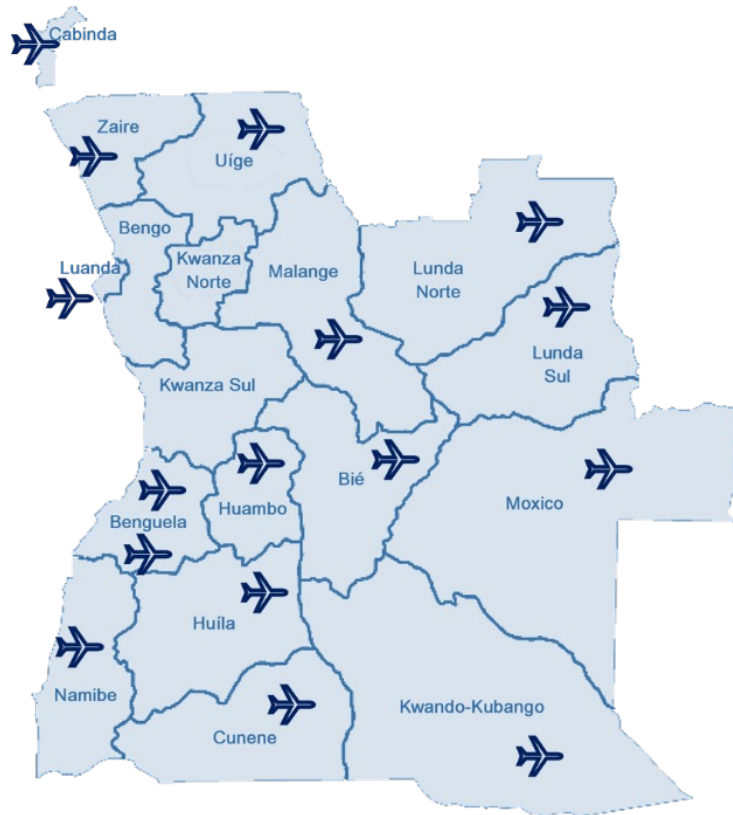 Cabinda
Zaire
Uíge
Bengo
Luanda
Kwanza
Norte
Malange
Lunda
Norte
Lunda
Sul
Kwanza Sul
Benguela
Huambo
Bié
Moxico
Huíla
Namibe
Cunene
Kwando-Kubango